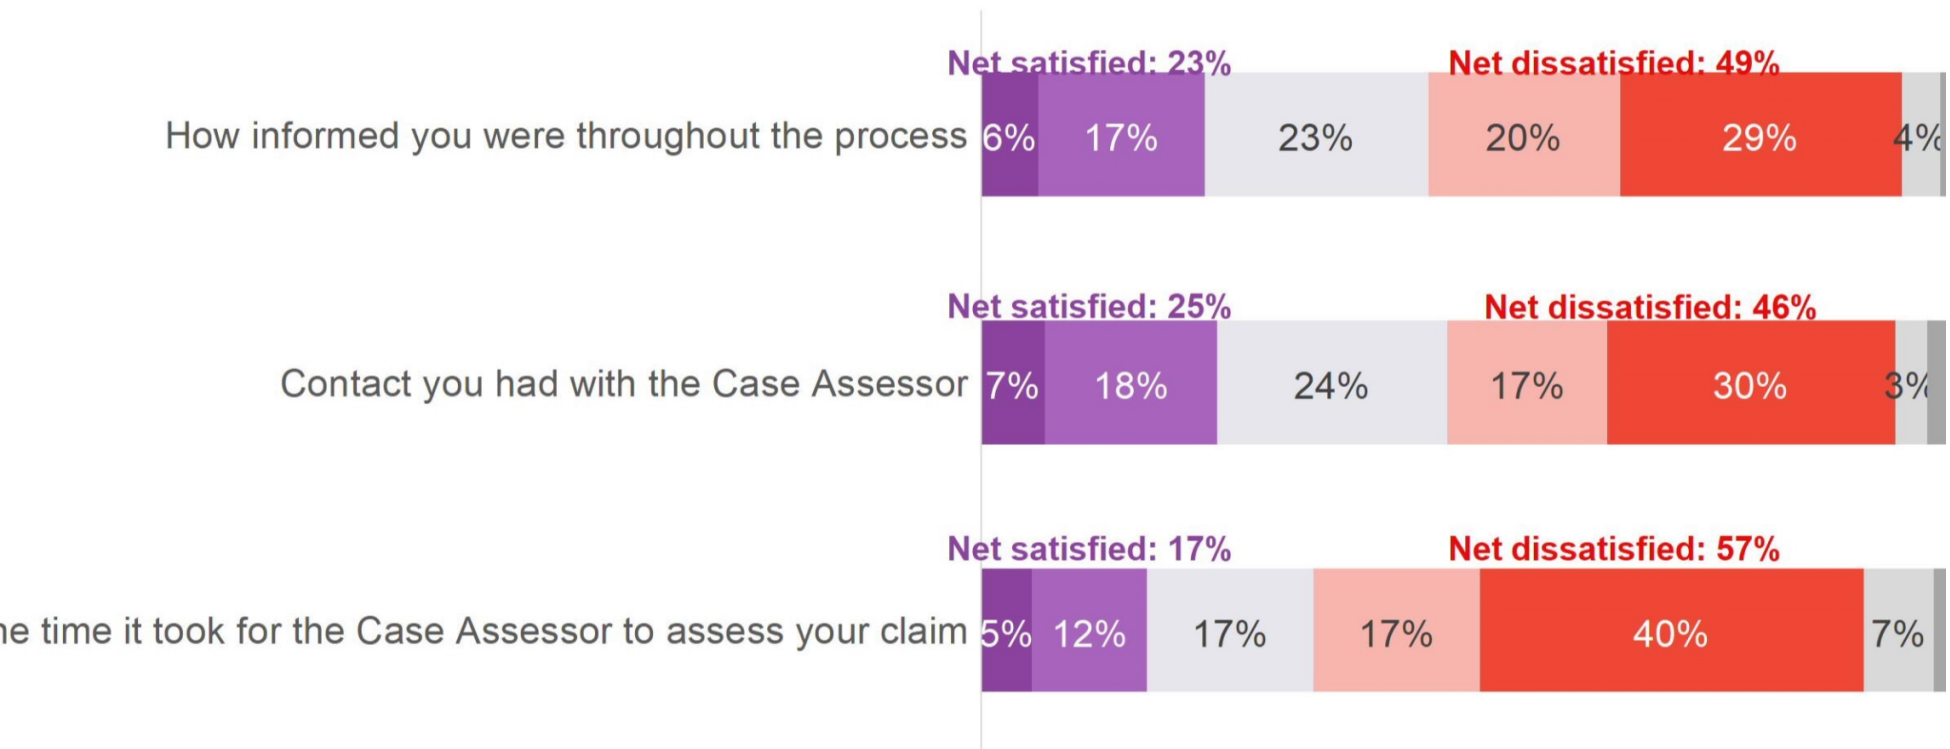 Net satisfied: 23% Net dissatisfied: 49%
How informed you were throughout the process 6% 17% 23% 20% 29% 4%
Net satisfied: 25% Net dissatisfied: 46%
Contact you had with the Case Assessor 7% 18% 24% 17% 30% 3%
Net satisfied: 17% Net dissatisfied: 57%
time it took for the Case Assessor to assess your claim 5% 12% 17% 17% 40% 7%